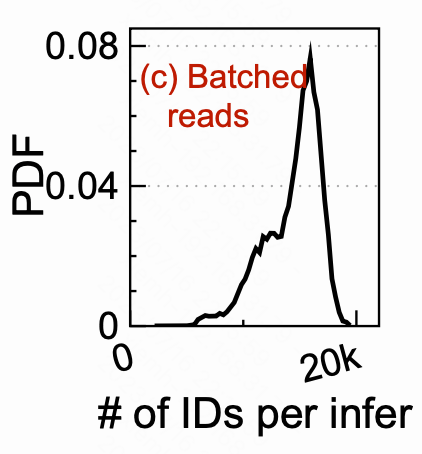 0.08
(c) Batched
reads
PDF
0.04
0
0
20k
# of IDs per infer